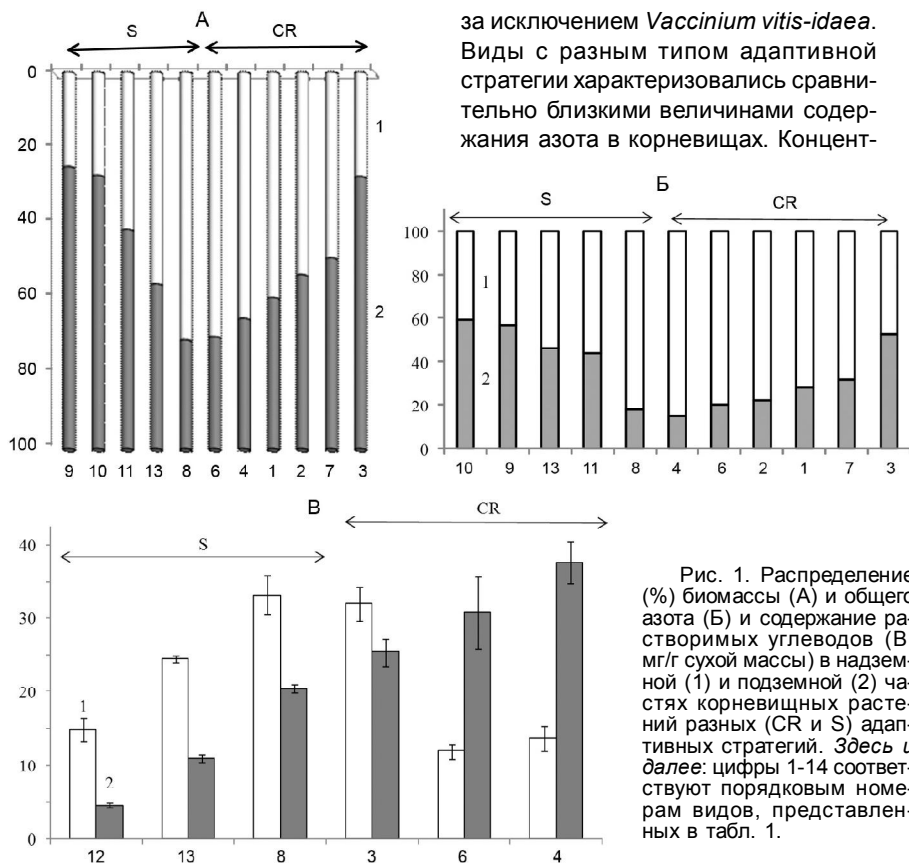 за исключением Vaccinium vitis-idaea.
Виды с разным типом адаптивной
стратегии характеризовались сравни-
тельно близкими величинами содер-
жания азота в корневищах. Концент-
А
S CR
0
20
40
60
80
100
1
2
9 10 11 13 8 6 4 1 2 7 3
Б
S CR
100
80
60
40
20
0
1
2
10 9 13 11 8 4 6 2 1 7 3
В
S CR
40
30
20
10
0
1
2
12 13 8 3 6 4
Рис. 1. Распределение
(%) биомассы (А) и общего
азота (Б) и содержание ра-
створимых углеводов (В
мг/г сухой массы) в надзем-
ной (1) и подземной (2) ча-
стях корневищных расте-
ний разных (CR и S) адап-
тивных стратегий. Здесь и
далее: цифры 1-14 соответ-
ствуют порядковым номе-
рам видов, представлен-
ных в табл. 1.